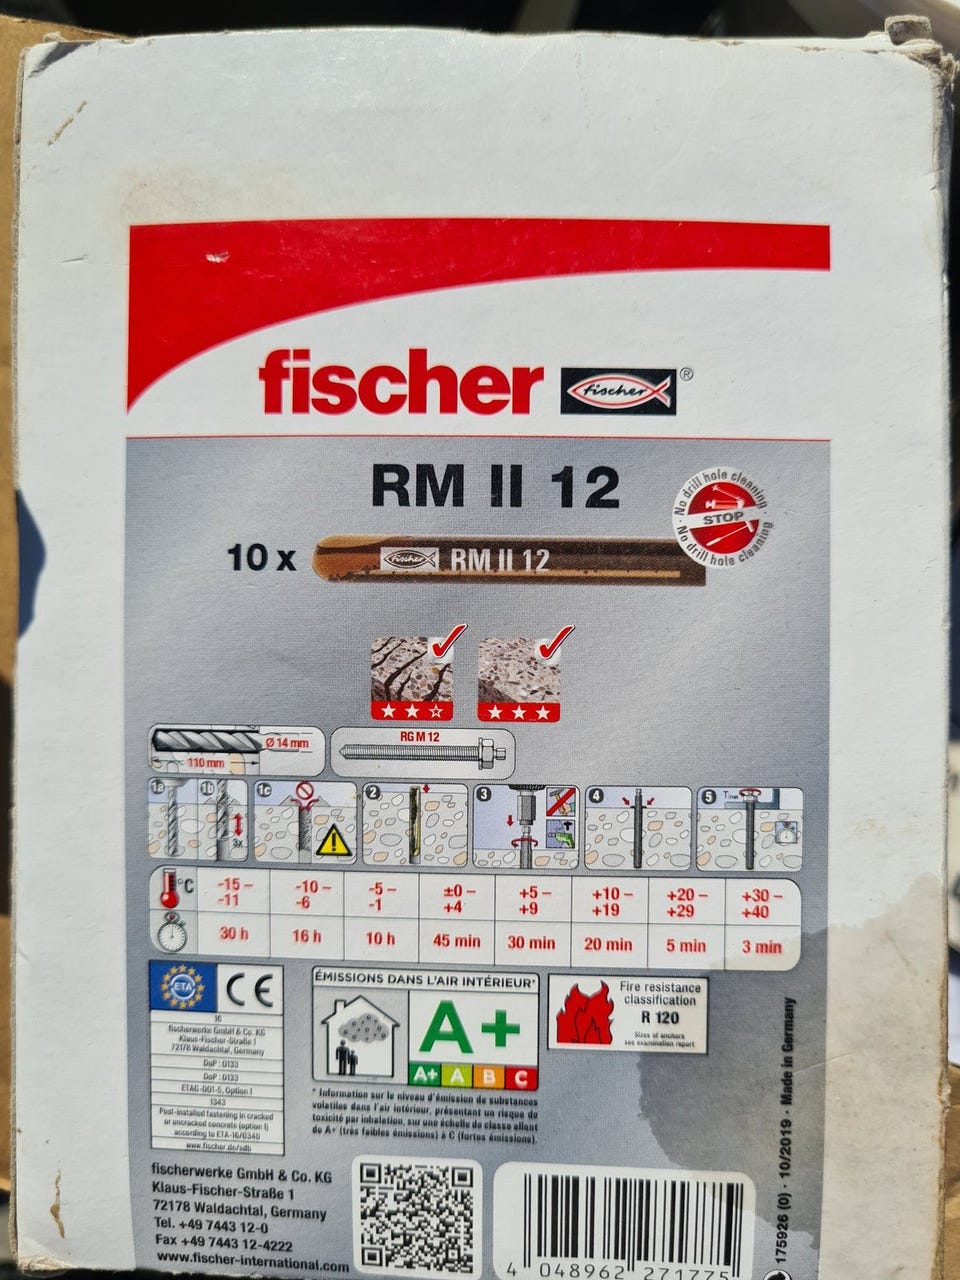 fischer fischer ®
RM II 12
No drill hole cleaning
STOP
No drill hole cleaning
10 x fischer RM II 12
Ø 14 mm
110 mm
RG M 12
1a 1b 1c 2 3 4 5 Tinst
3x
°C -15 – -11 -10 – -6 -5 – -1 ±0 – +4 +5 – +9 +10 – +19 +20 – +29 +30 – +40
30 h 16 h 10 h 45 min 30 min 20 min 5 min 3 min
ETA CE
16
fischerwerke GmbH & Co. KG
Klaus-Fischer-Straße 1
72178 Waldachtal, Germany
DoP: 0133
DoP: 0133
ETAG-001-5, Option 1
1343
Post-installed fastening in cracked
or uncracked concrete (option 1)
according to ETA-16/0340
www.fischer.de/sdb
ÉMISSIONS DANS L'AIR INTÉRIEUR*
A+
A+ A B C
* Information sur le niveau d'émission de substances
volatiles dans l'air intérieur, présentant un risque de
toxicité par inhalation, sur une échelle de classe allant
de A+ (très faibles émissions) à C (fortes émissions).
Fire resistance
classification
R 120
Sizes of anchors
see examination report
fischerwerke GmbH & Co. KG
Klaus-Fischer-Straße 1
72178 Waldachtal, Germany
Tel. +49 7443 12-0
Fax +49 7443 12-4222
www.fischer-international.com
4 048962 271775
175926 (0) · 10/2019 · Made in Germany